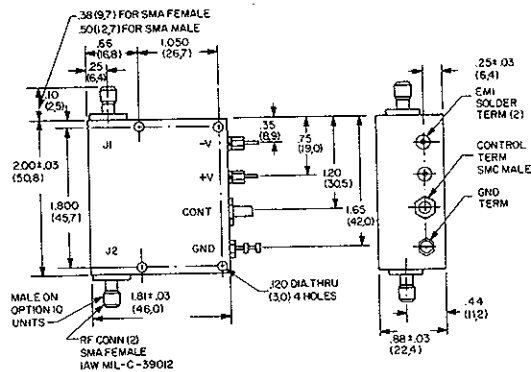 .38(9,7) FOR SMA FEMALE
.50(12,7) FOR SMA MALE
.66
(16,8)
1.050
(26,7)
.25
(6,4)
.10
(2,5)
.25±.03
(6,4)
EMI
SOLDER
TERM (2)
J1
.35
(8,9)
.75
(19,0)
-V
2.00±.03
(50,8)
1.800
(45,7)
+V
1.20
(30,5)
CONTROL
TERM
SMC MALE
CONT
1.65
(42,0)
GND
TERM
J2
GND
MALE ON
OPTION 10
UNITS
1.81±.03
(46,0)
.120 DIA.THRU
(3,0) 4 HOLES
.44
(11,2)
.88±.03
(22,4)
RF CONN (2)
SMA FEMALE
IAW MIL-C-39012